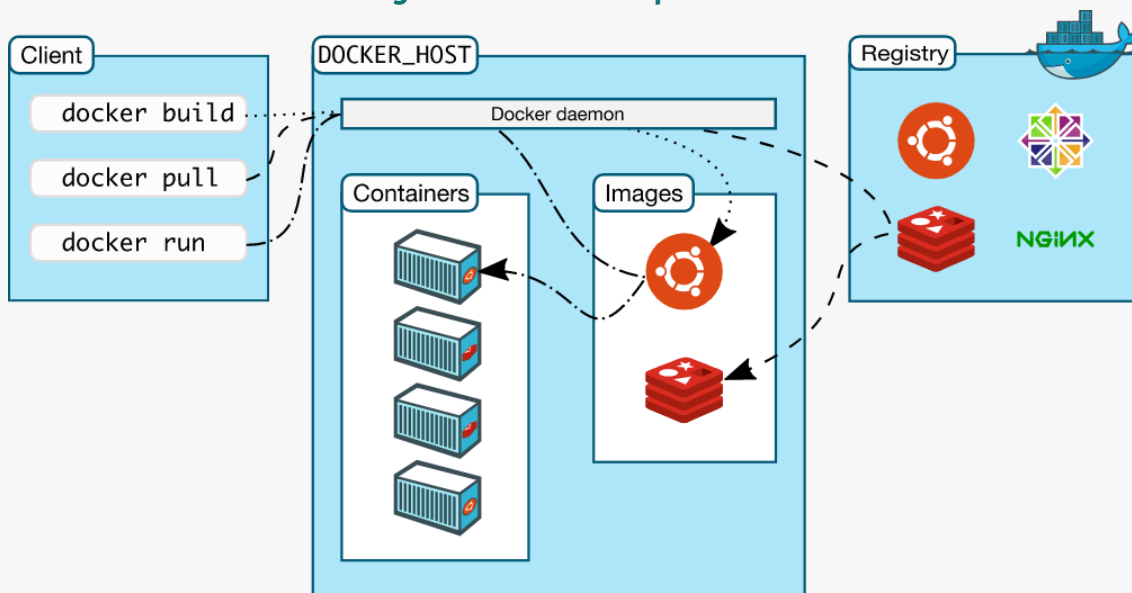 Client
docker build
docker pull
docker run
DOCKER_HOST
Docker daemon
Containers
Images
Registry
NGiNX